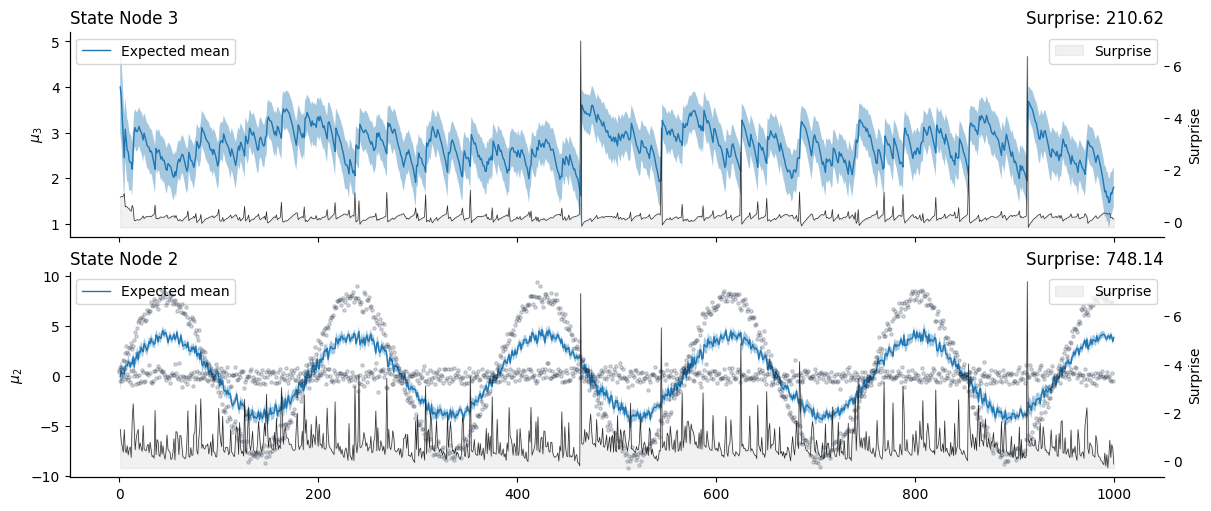 State Node 3
Surprise: 210.62
Expected mean
Surprise
5
4
3
2
1
μ3
6
4
2
0
Surprise
State Node 2
Surprise: 748.14
Expected mean
Surprise
10
5
0
−5
−10
μ2
6
4
2
0
Surprise
0
200
400
600
800
1000